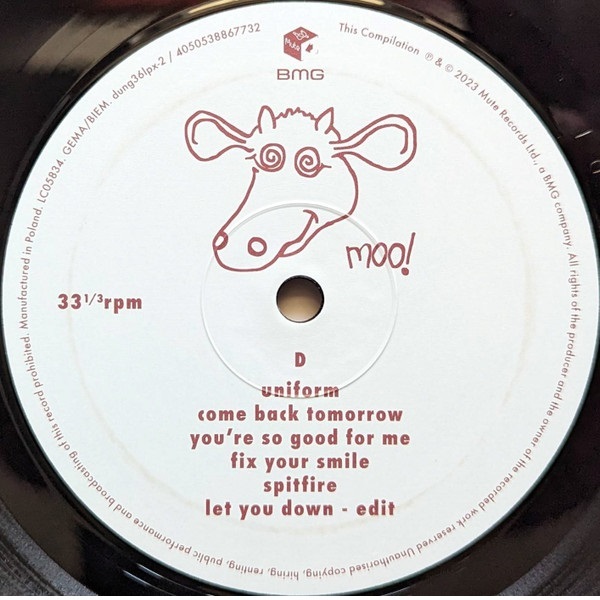 Mute
BMG
moo!
33 1/3 rpm
D
uniform
come back tomorrow
you're so good for me
fix your smile
spitfire
let you down - edit
This Compilation ℗ & © 2023 Mute Records Ltd., a BMG company. All rights of the producer and the owner of the recorded work reserved Unauthorised copying, hiring, renting, public performance and broadcasting of this record prohibited. Manufactured in Poland. LC05834. GEMA/BIEM. dung36lpx-2 / 4050538867732